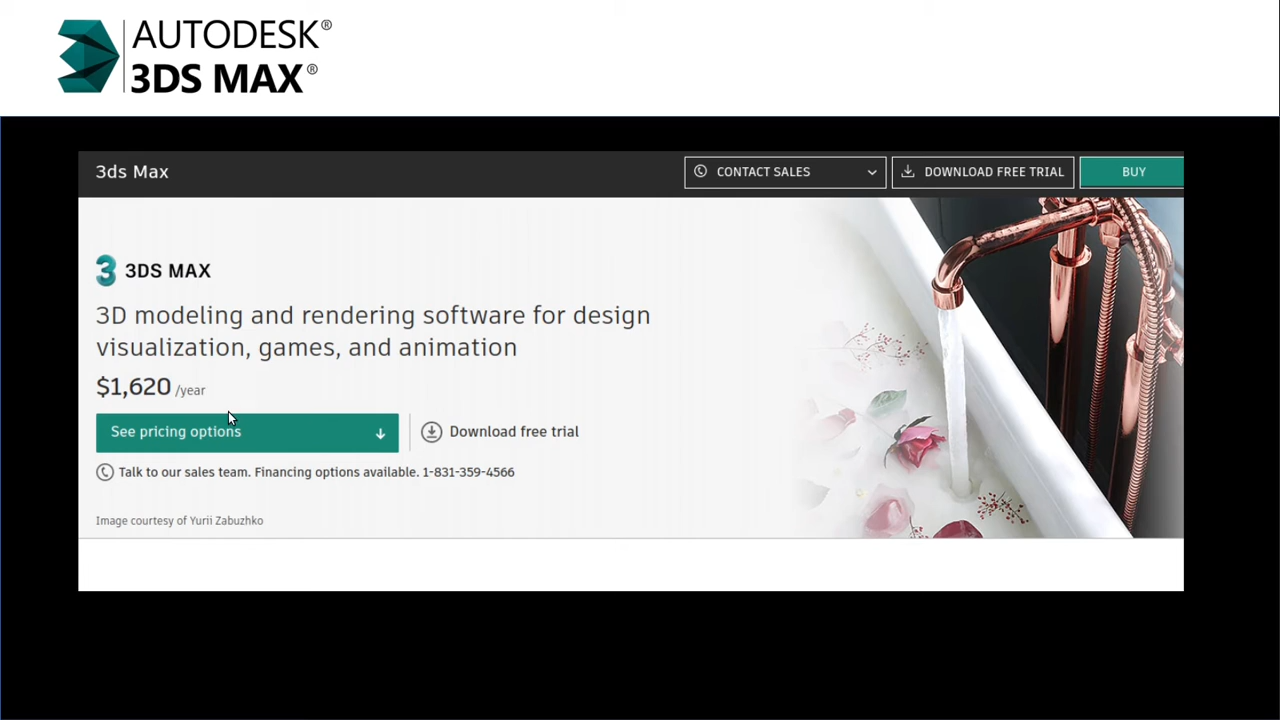 AUTODESK®
3DS MAX®
3ds Max
CONTACT SALES
DOWNLOAD FREE TRIAL
BUY
3DS MAX
3D modeling and rendering software for design
visualization, games, and animation
$1,620 /year
See pricing options
Download free trial
Talk to our sales team. Financing options available. 1-831-359-4566
Image courtesy of Yurii Zabuzhko